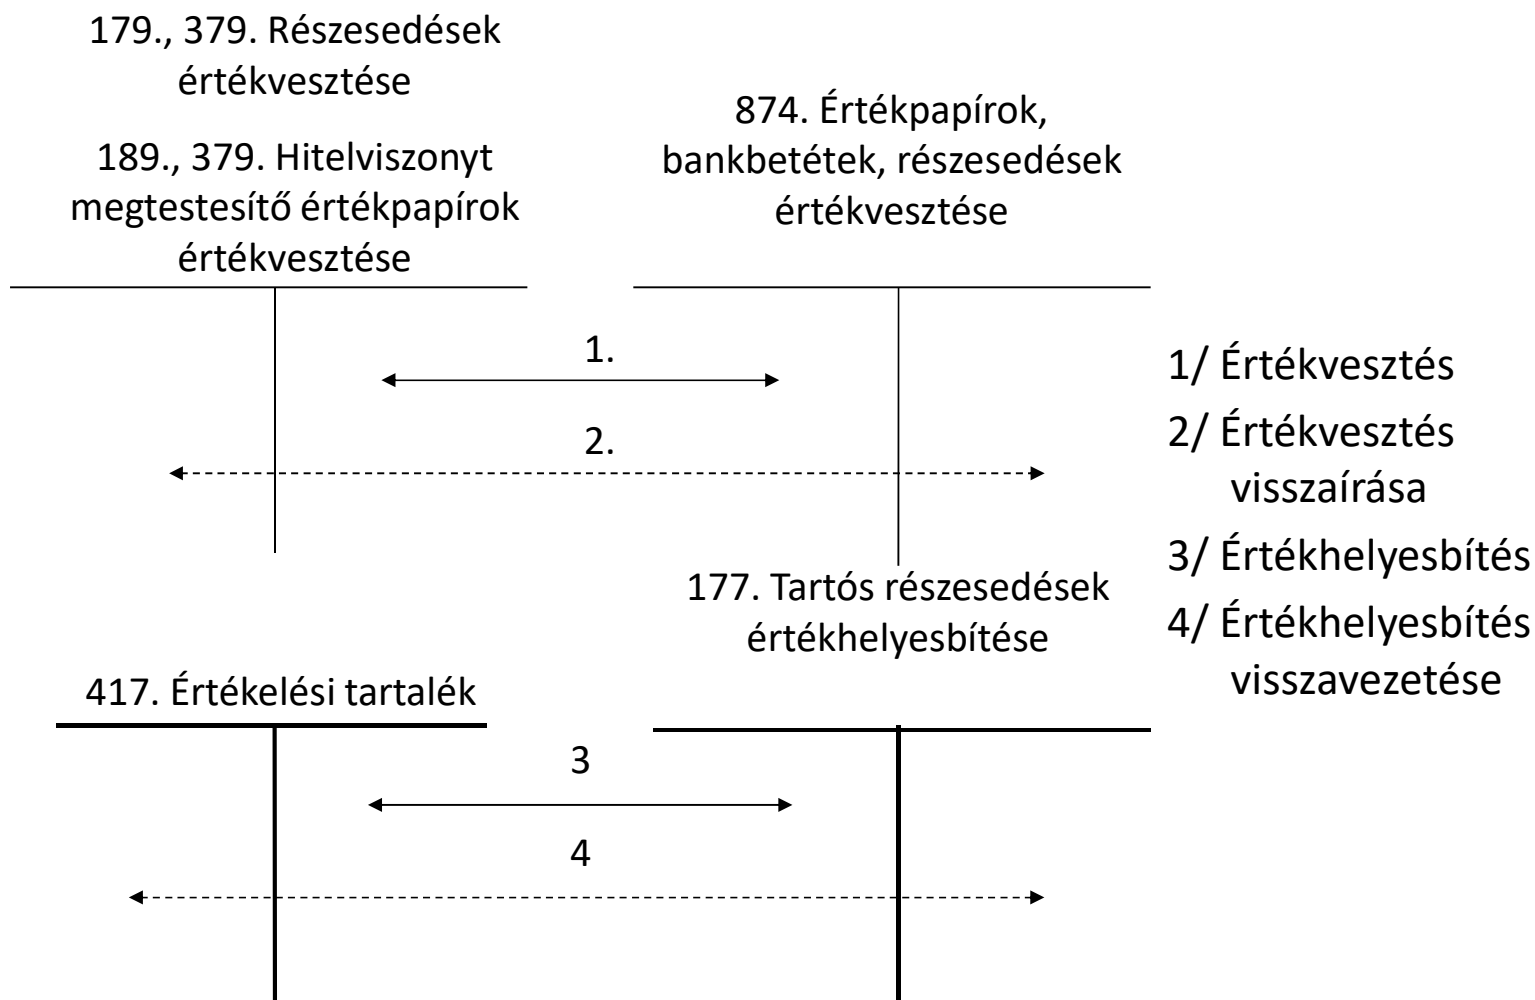 179., 379. Részesedések
értékvesztése
189., 379. Hitelviszonyt
megtestesítő értékpapírok
értékvesztése
874. Értékpapírok,
bankbetétek, részesedések
értékvesztése
1.
2.
1/ Értékvesztés
2/ Értékvesztés
visszaírása
3/ Értékhelyesbítés
4/ Értékhelyesbítés
visszavezetése
417. Értékelési tartalék
177. Tartós részesedések
értékhelyesbítése
3
4